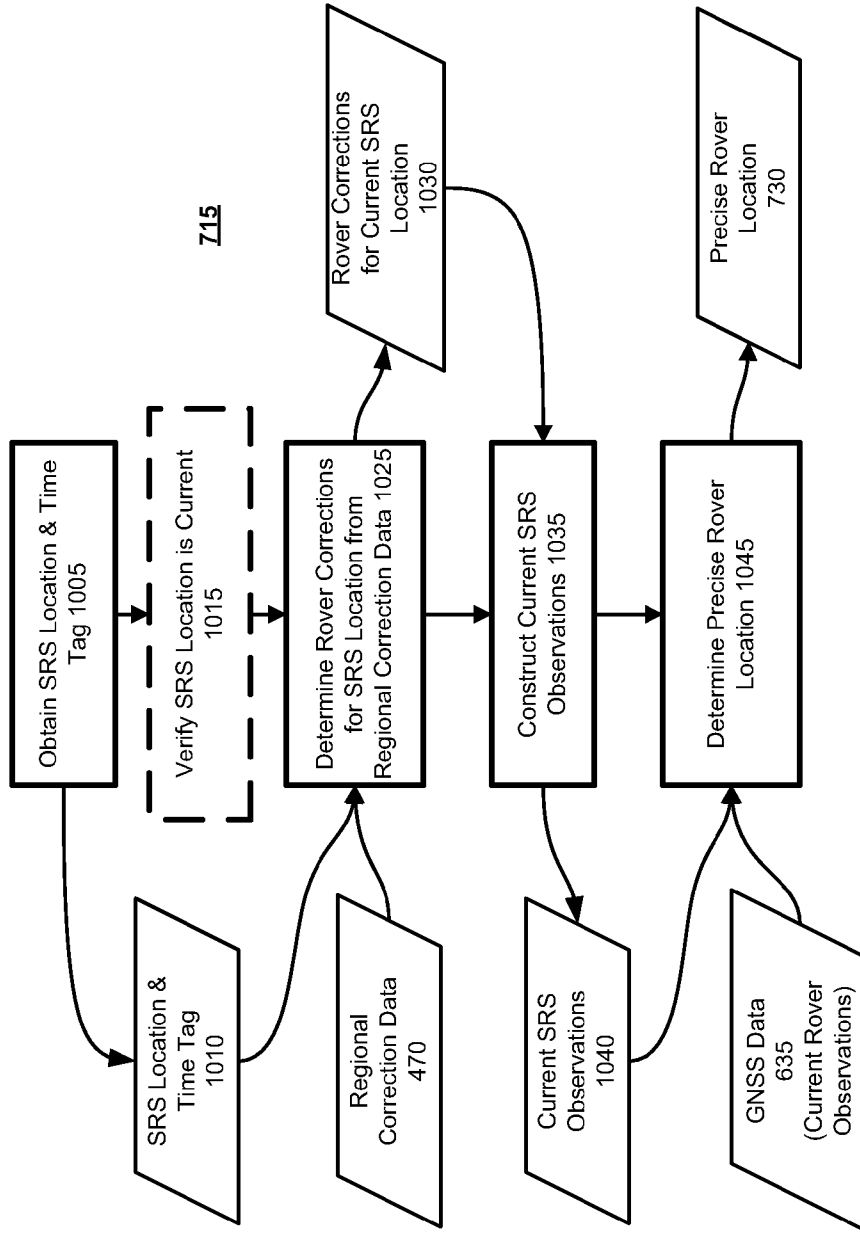 715
Obtain SRS Location & Time
Tag 1005
SRS Location &
Time Tag
1010
Verify SRS Location is Current
1015
Regional
Correction Data
470
Determine Rover Corrections
for SRS Location from
Regional Correction Data 1025
Rover Corrections
for Current SRS
Location
1030
Construct Current SRS
Observations 1035
Current SRS
Observations
1040
GNSS Data
635
(Current Rover
Observations)
Determine Precise Rover
Location 1045
Precise Rover
Location
730